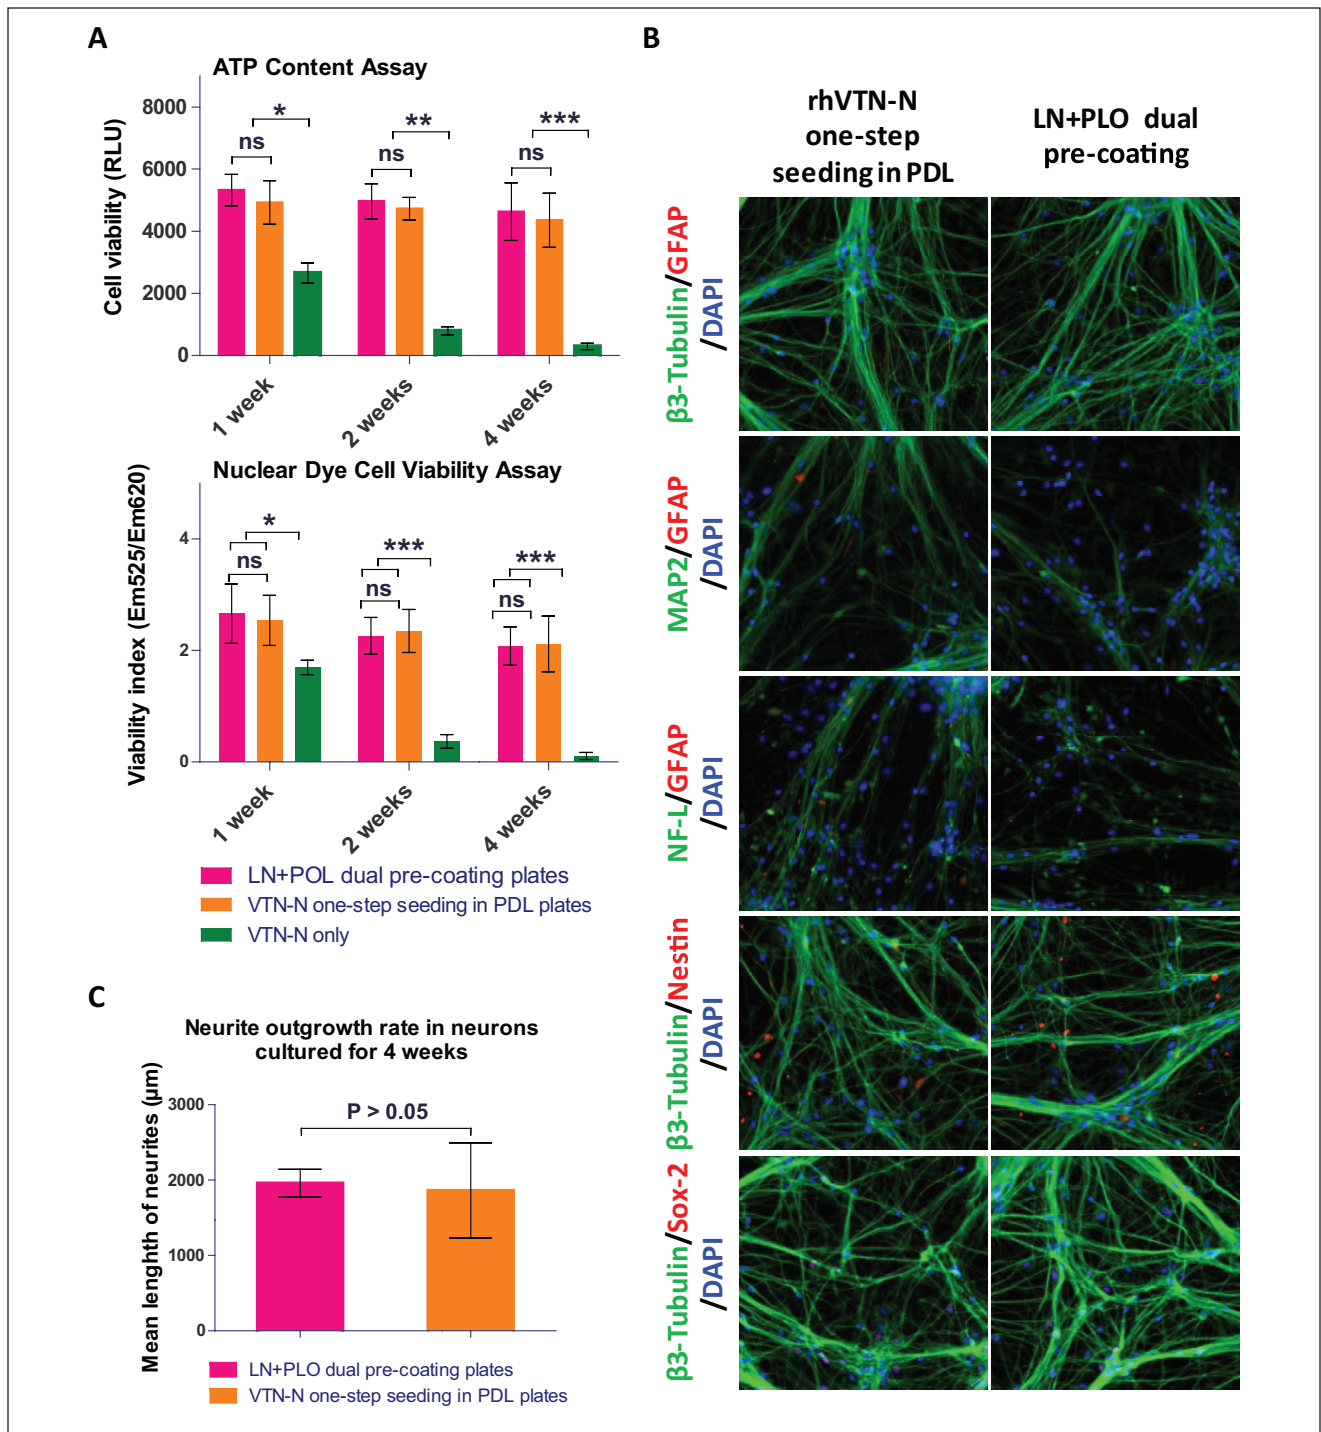 A
ATP Content Assay
Cell viability (RLU)
8000
6000
4000
2000
0
*
ns
**
ns
***
ns
1 week
2 weeks
4 weeks
Nuclear Dye Cell Viability Assay
Viability index (Em525/Em620)
4
2
0
*
ns
***
ns
***
ns
1 week
2 weeks
4 weeks
LN+POL dual pre-coating plates
VTN-N one-step seeding in PDL plates
VTN-N only
C
Neurite outgrowth rate in neurons
cultured for 4 weeks
Mean lenghth of neurites (μm)
3000
2000
1000
0
P > 0.05
LN+PLO dual pre-coating plates
VTN-N one-step seeding in PDL plates
B
rhVTN-N
one-step
seeding in PDL
LN+PLO dual
pre-coating
β3-Tubulin/GFAP
/DAPI
MAP2/GFAP
/DAPI
NF-L/GFAP
/DAPI
β3-Tubulin/Nestin
/DAPI
β3-Tubulin/Sox-2
/DAPI